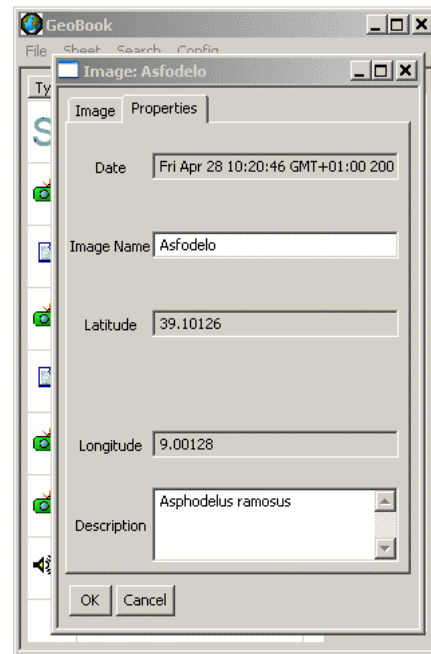 GeoBook
File Sheet Search Config
Image: Asfodelo
Ty
Image Properties
S
Date Fri Apr 28 10:20:46 GMT+01:00 200
Image Name Asfodelo
Latitude 39.10126
Longitude 9.00128
Description Asphodelus ramosus
OK Cancel